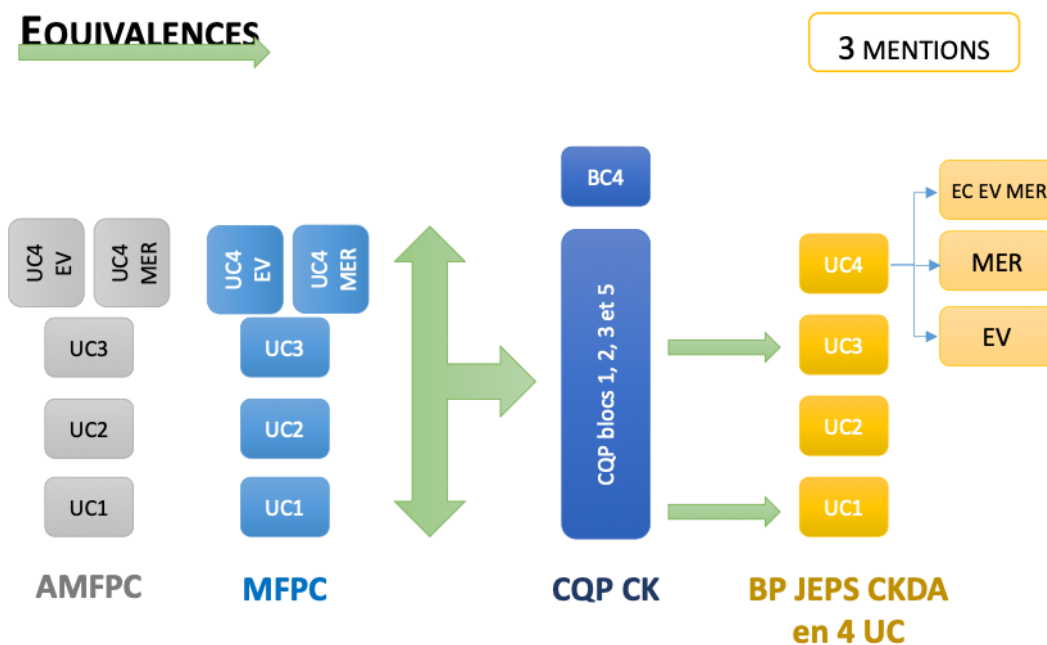 EQUIVALENCES
3 MENTIONS
BC4
EC EV MER
UC4
EV
UC4
MER
UC4
EV
UC4
MER
CQP blocs 1, 2, 3 et 5
UC4
MER
EV
UC3
UC3
UC3
UC2
UC2
UC2
UC1
UC1
UC1
AMFPC
MFPC
CQP CK
BP JEPS CKDA
en 4 UC